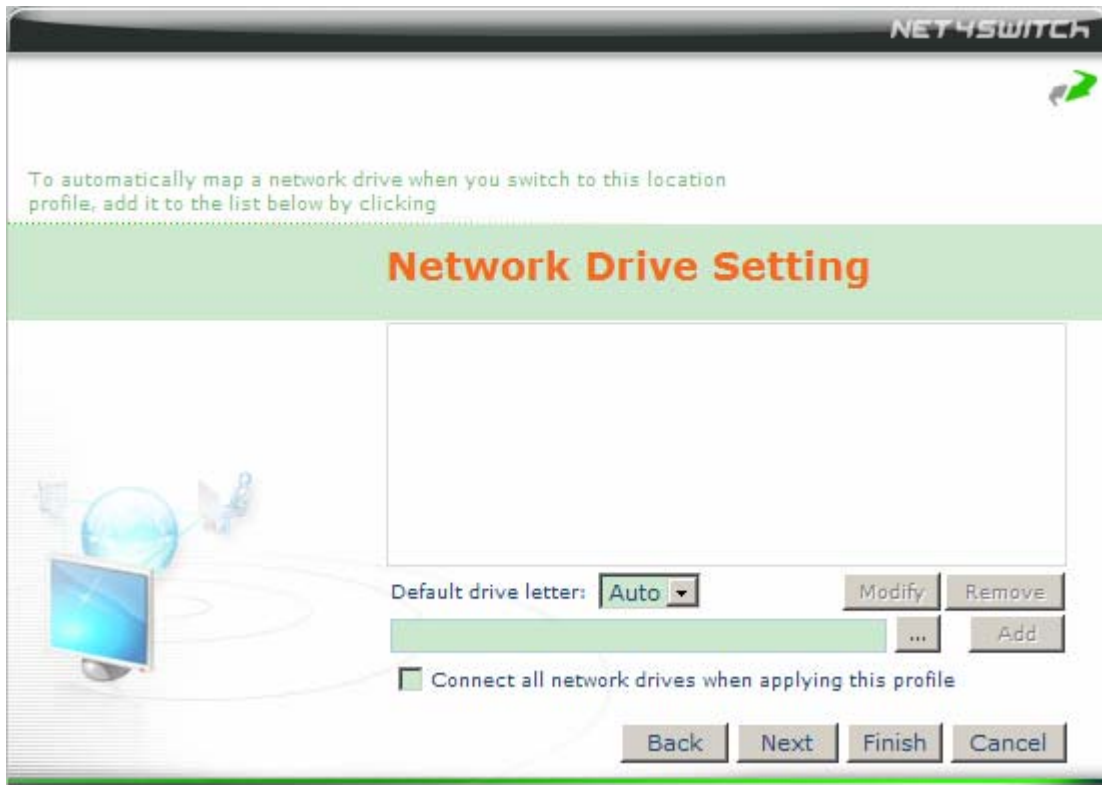 NET4SWITCH
To automatically map a network drive when you switch to this location
profile, add it to the list below by clicking
Network Drive Setting
Default drive letter: Auto Modify Remove
... Add
Connect all network drives when applying this profile
Back Next Finish Cancel